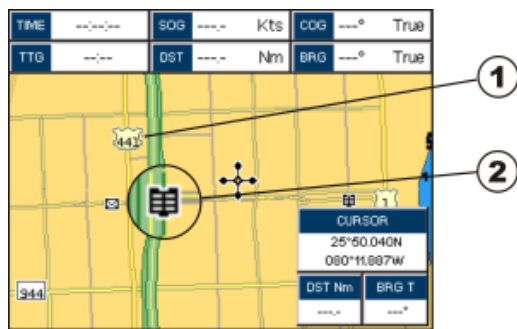 TIME --:--:-- SOG ---.- Kts COG ---° True
TTG --:-- DST ---.- Nm BRG ---° True
1
441
2
1
CURSOR
25°50.040N
080°11.887W
944
DST Nm BRG T
---.- ---°